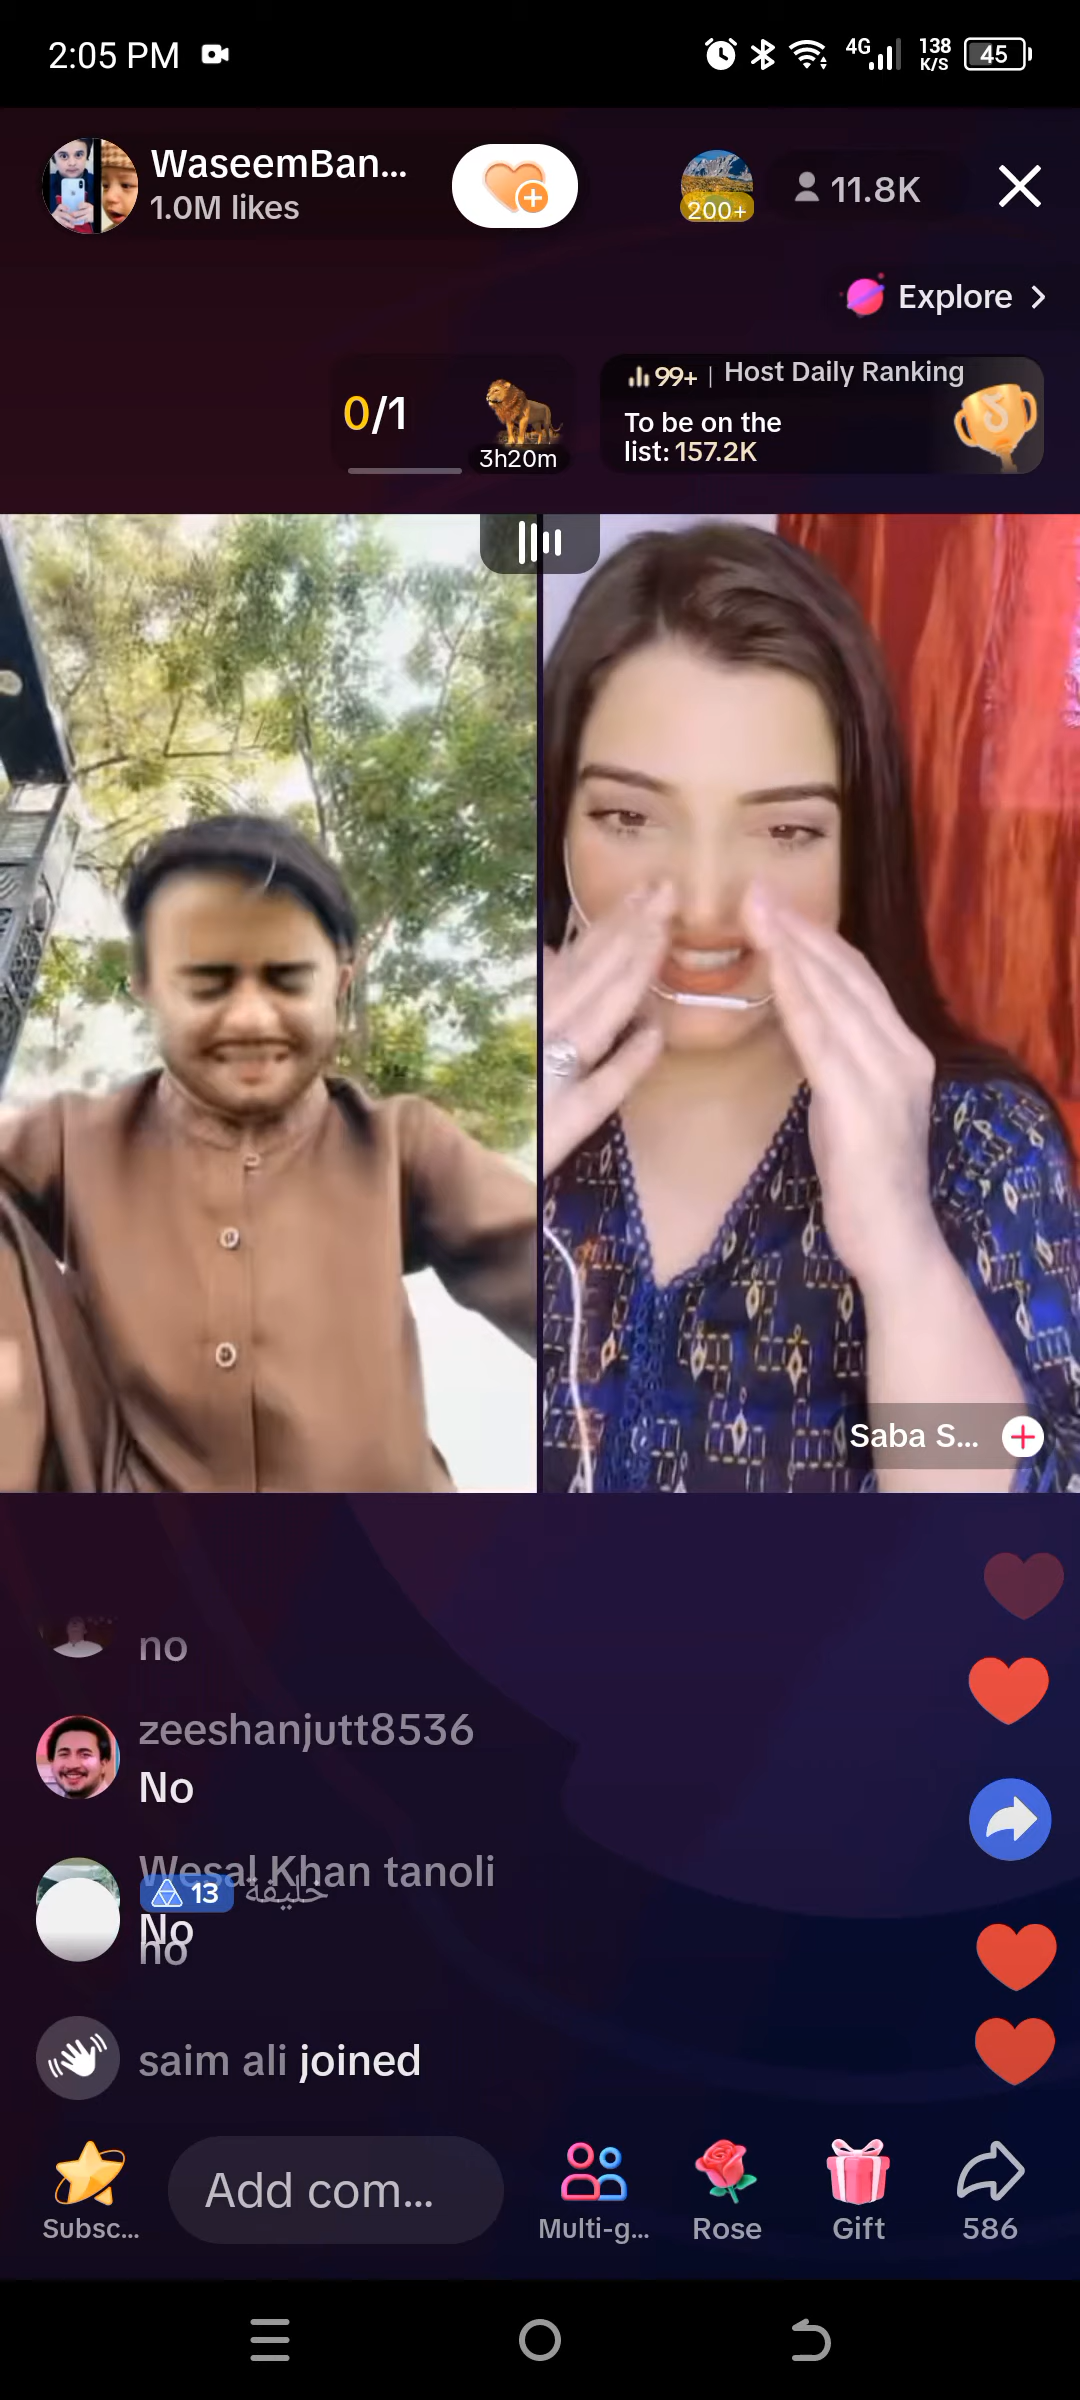 2:05 PM
4G
138
K/S
45
WaseemBan...
1.0M likes
200+
11.8K
Explore
0/1
3h20m
99+ | Host Daily Ranking
To be on the
list: 157.2K
Saba S...
no
zeeshanjutt8536
No
Wesal Khan tanoli
13 خليفة
No
no
saim ali joined
Add com...
Subsc...
Multi-g...
Rose
Gift
586